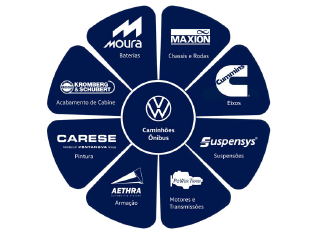 moura
Baterias
MAXION
Chassis e Rodas
Cummins
Eixos
Suspensys
Suspensões
PoWertrain
Motores e
Transmissões
AETHRA
Armação
CARESE
Pintura
KROMBERG
& SCHUBERT
Acabamento de Cabine
Caminhões
Ônibus